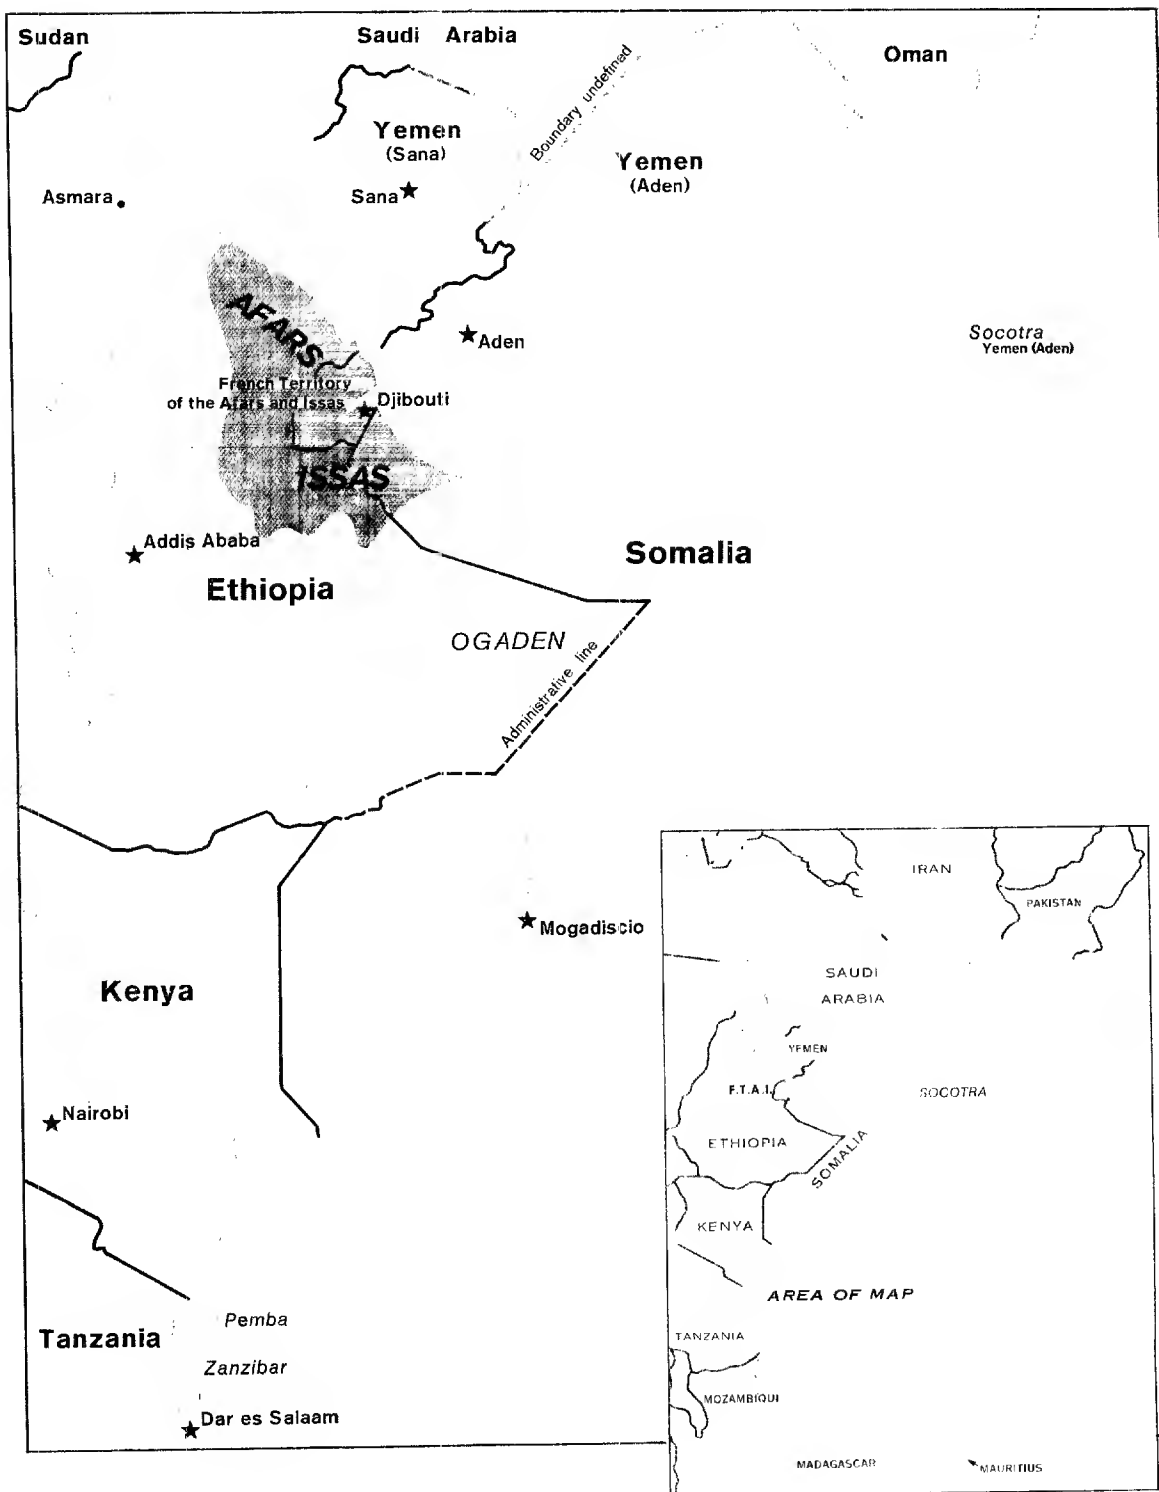 Sudan
Saudi Arabia
Oman
Boundary undefined
Yemen
(Sana)
Yemen
(Aden)
Asmara
Sana
AFARS
Aden
Socotra
Yemen (Aden)
French Territory
of the Afars and Issas
Djibouti
ISSAS
Addis Ababa
Somalia
Ethiopia
OGADEN
Administrative line
Mogadiscio
Kenya
Nairobi
Tanzania
Pemba
Zanzibar
Dar es Salaam
IRAN
PAKISTAN
SAUDI
ARABIA
YEMEN
F.T.A.I.
SOCOTRA
ETHIOPIA
SOMALIA
KENYA
AREA OF MAP
TANZANIA
MOZAMBIQU
MADAGASCAR
MAURITIUS